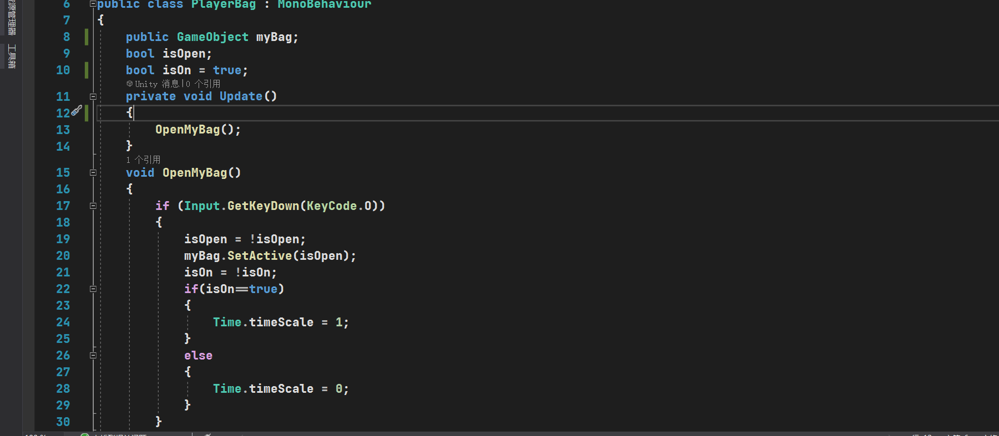 源管理器
工具箱
6 public class PlayerBag : MonoBehaviour
7 {
8 public GameObject myBag;
9 bool isOpen;
10 bool isOn = true;
Unity 消息|0 个引用
11 private void Update()
12 {
13 OpenMyBag();
14 }
1 个引用
15 void OpenMyBag()
16 {
17 if (Input.GetKeyDown(KeyCode.O))
18 {
19 isOpen = !isOpen;
20 myBag.SetActive(isOpen);
21 isOn = !isOn;
22 if(isOn==true)
23 {
24 Time.timeScale = 1;
25 }
26 else
27 {
28 Time.timeScale = 0;
29 }
30 }